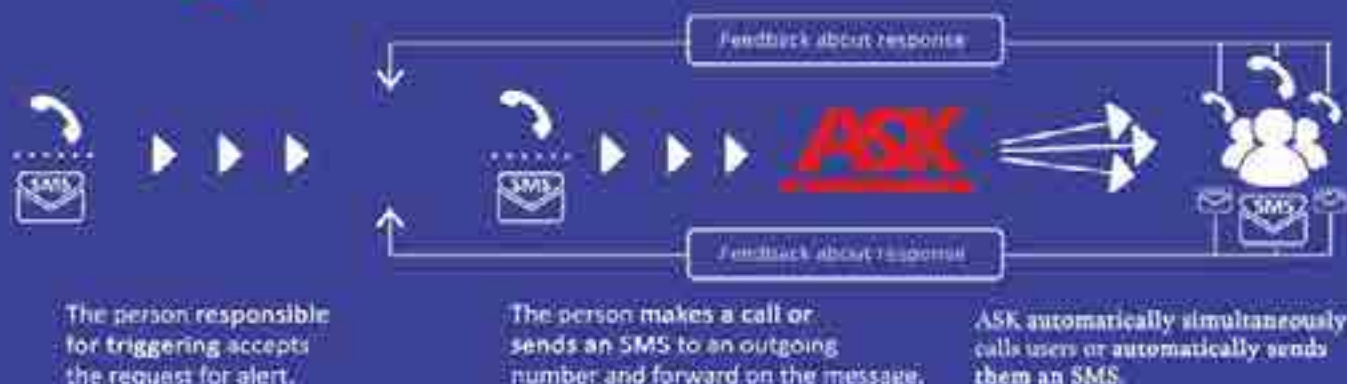 Feedback about response
SMS
SMS
ASK
SMS
Feedback about response
The person responsible
for triggering accepts
the request for alert.
The person makes a call or
sends an SMS to an outgoing
number and forward on the message.
ASK automatically simultaneously
calls users or automatically sends
them an SMS.